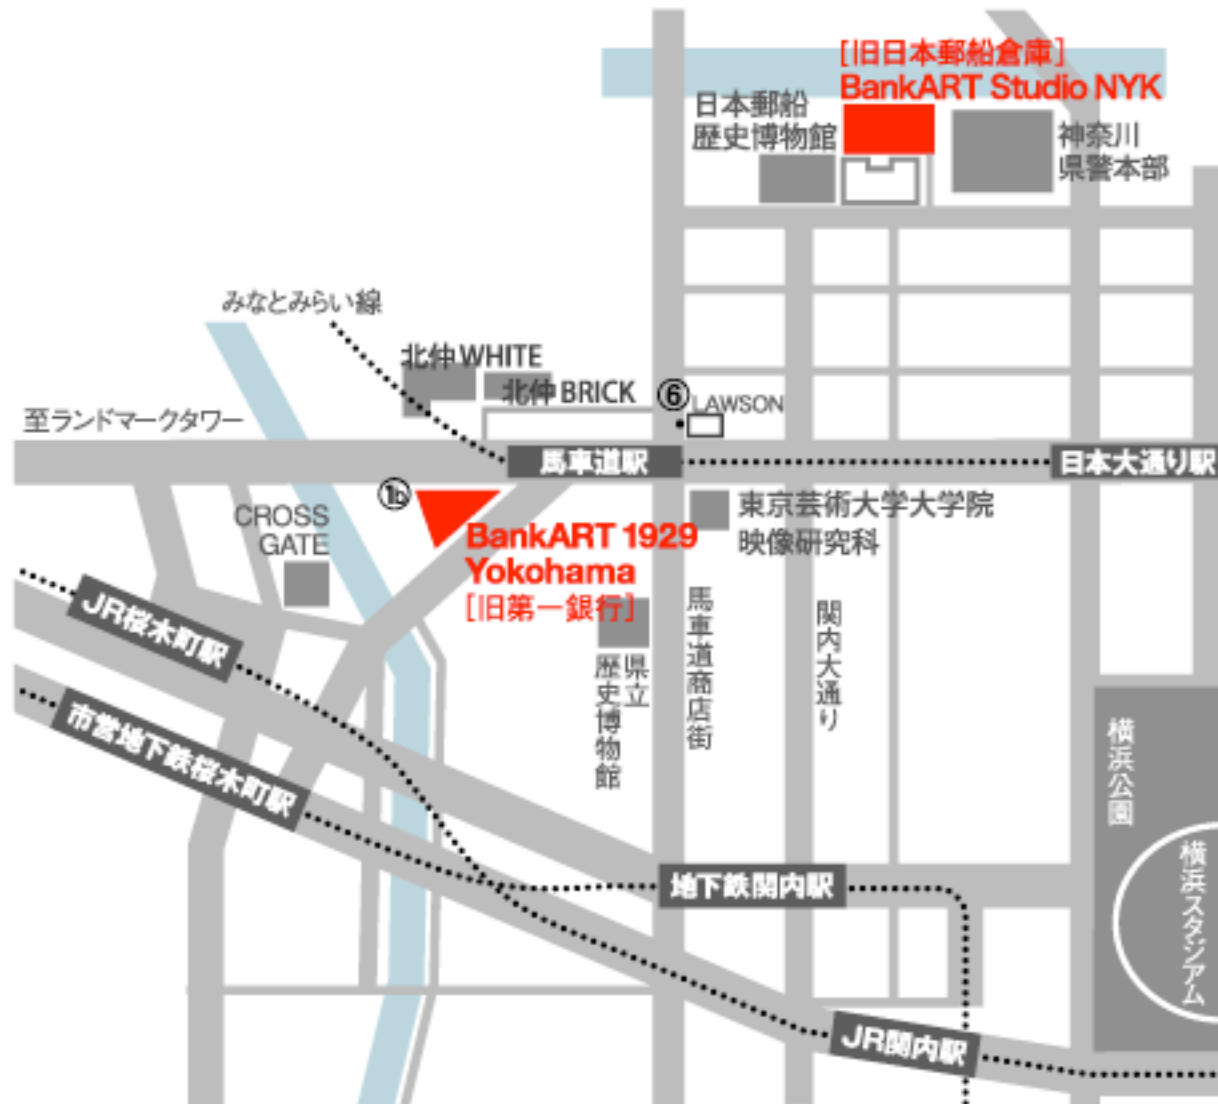 [旧日本郵船倉庫]
BankART Studio NYK
日本郵船
歴史博物館
神奈川
県警本部
みなとみらい線
北仲WHITE
北仲BRICK
⑥
LAWSON
至ランドマークタワー
馬車道駅
日本大通り駅
1b
CROSS
GATE
BankART 1929
Yokohama
[旧第一銀行]
東京芸術大学大学院
映像研究科
JR桜木町駅
市営地下鉄桜木町駅
県立
歴史博物館
馬車道商店街
関内大通り
横浜公園
横浜スタジアム
地下鉄関内駅
JR関内駅